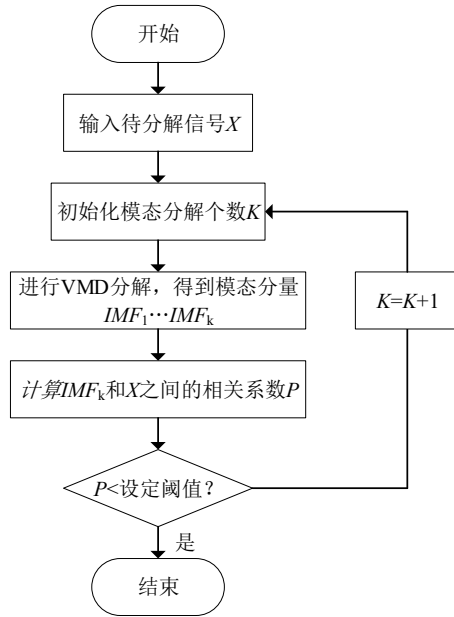 开始
输入待分解信号X
初始化模态分解个数K
进行VMD分解，得到模态分量
IMF₁…IMFₖ
K=K+1
计算IMFₖ和X之间的相关系数P
P<设定阈值？
是
结束